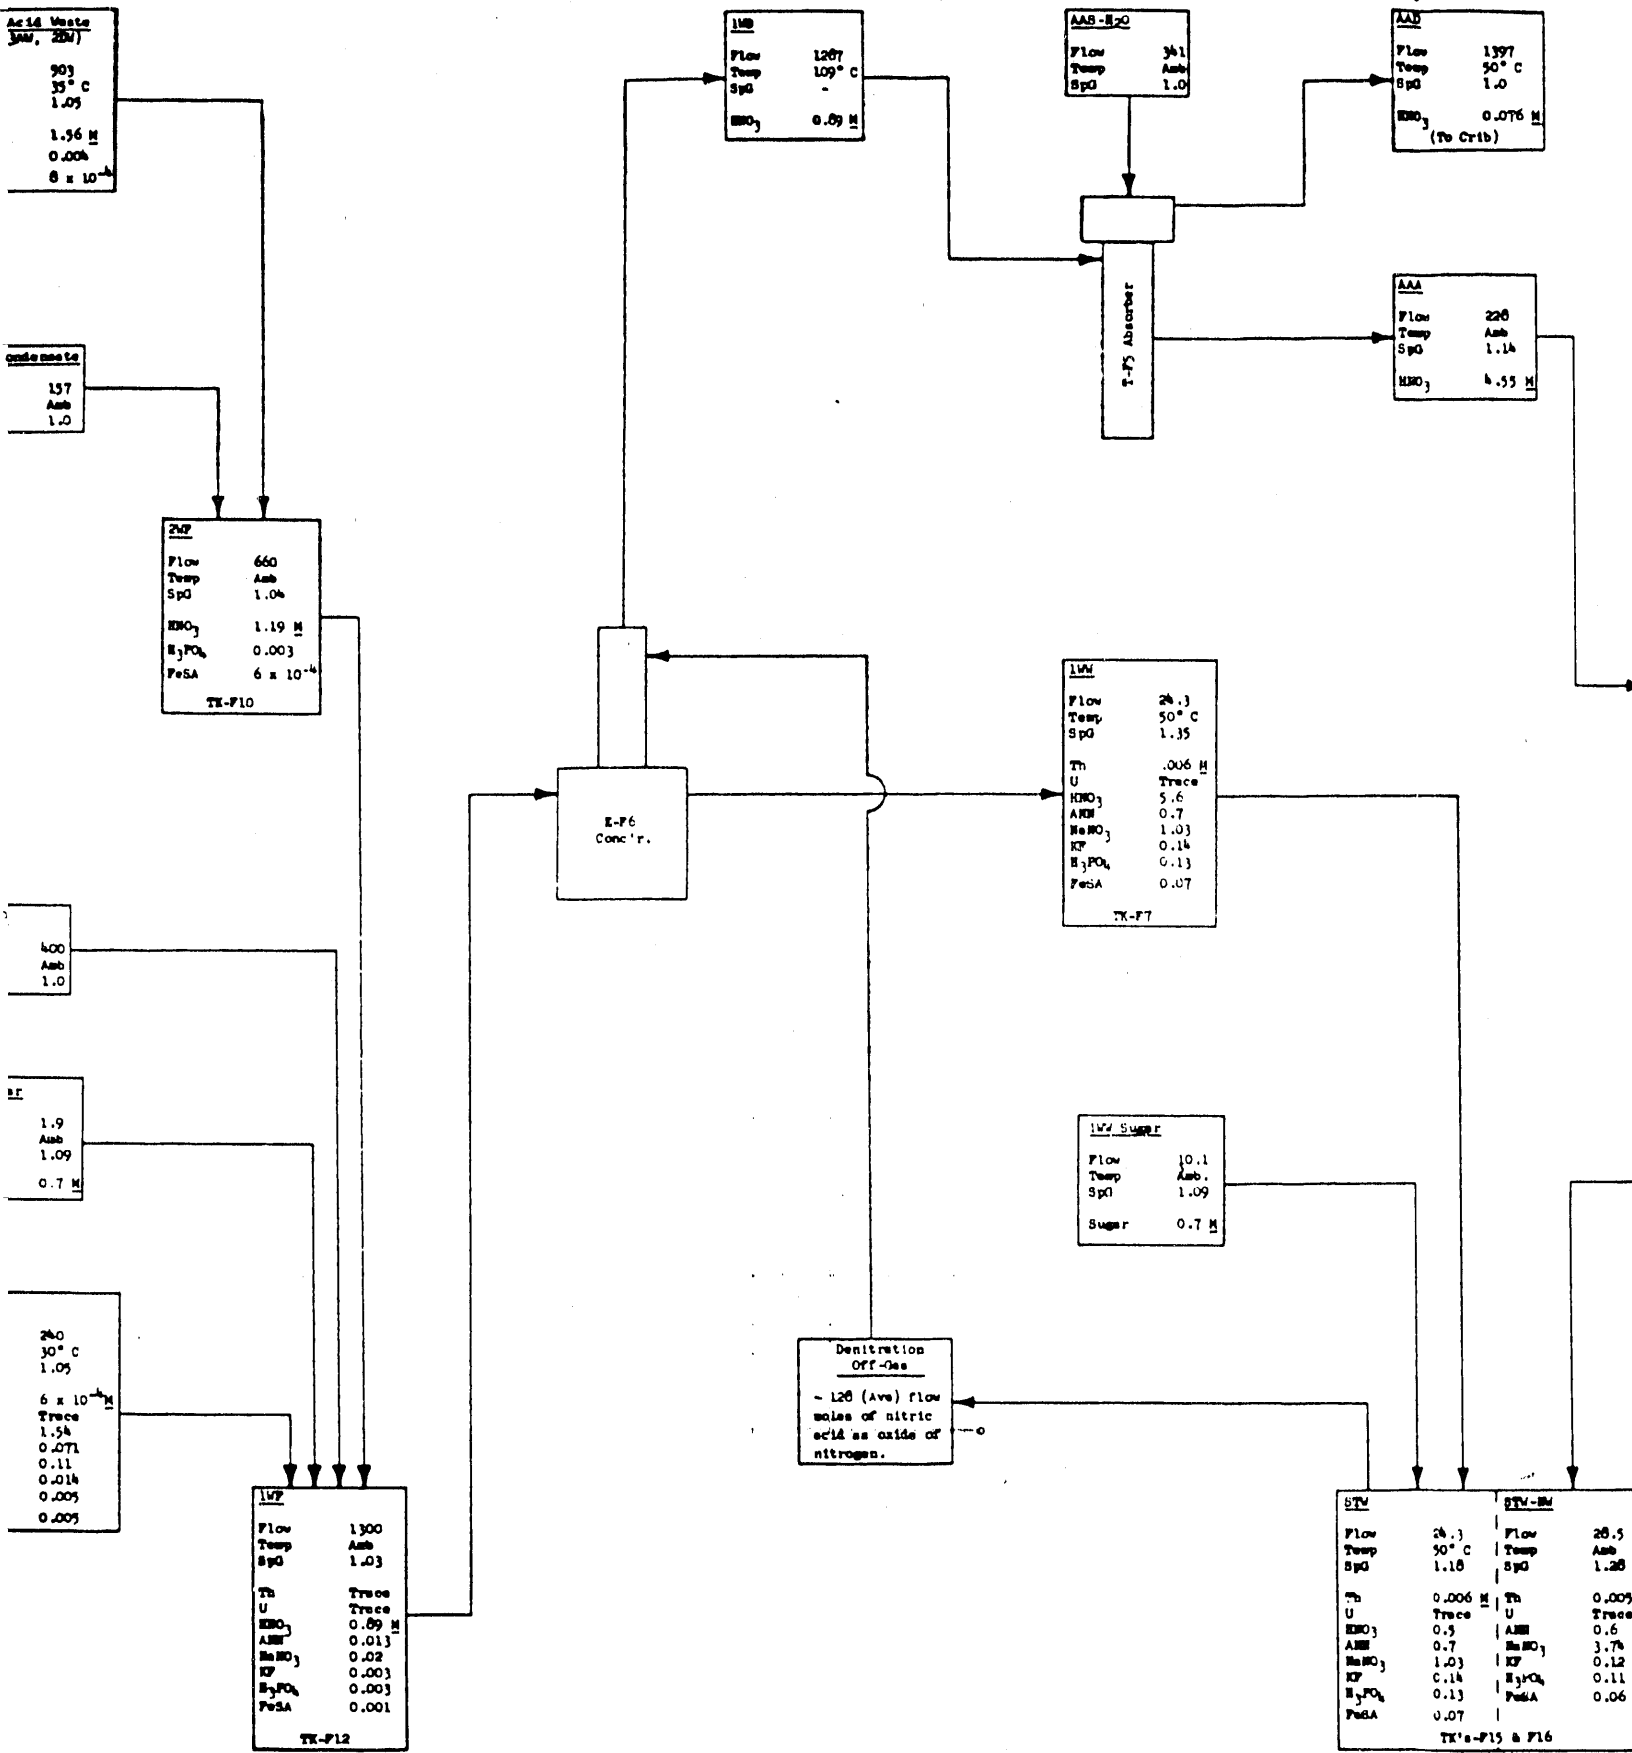 Acid Waste
3AW, 2DW)
903
35° C
1.05
1.56 M
0.004
8 x 10-4
1WD
Flow 1287
Temp 109° C
SpG -
HNO3 0.89 M
AAS-H2O
Flow 341
Temp Amb
SpG 1.0
AAD
Flow 1397
Temp 50° C
SpG 1.0
HNO3 0.076 M
(To Crib)
T-F5 Absorber
AAA
Flow 228
Temp Amb
SpG 1.14
HNO3 4.55 M
ondensate
157
Amb
1.0
2WF
Flow 660
Temp Amb
SpG 1.04
HNO3 1.19 M
H3PO4 0.003
FeSA 6 x 10-4
TK-F10
1WW
Flow 24.3
Temp 50° C
SpG 1.35
Th .006 M
U Trace
HNO3 5.6
ANN 0.7
NaNO3 1.03
KF 0.14
H3PO4 0.13
FeSA 0.07
TK-F7
E-F6
Conc'r.
400
Amb
1.0
ar
1.9
Amb
1.09
0.7 M
1WW Sugar
Flow 10.1
Temp Amb.
SpG 1.09
Sugar 0.7 M
240
30° C
1.05
6 x 10-4 M
Trace
1.54
0.071
0.11
0.014
0.005
0.005
Denitration
Off-Gas
~ 128 (Ave) flow
moles of nitric
acid as oxide of
nitrogen.
1WF
Flow 1300
Temp Amb
SpG 1.03
Th Trace
U Trace
HNO3 0.89 M
ANN 0.013
NaNO3 0.02
KF 0.003
H3PO4 0.003
FeSA 0.001
TK-F12
STW
Flow 24.3
Temp 50° C
SpG 1.18
Th 0.006 M
U Trace
HNO3 0.5
ANN 0.7
NaNO3 1.03
KF 0.14
H3PO4 0.13
FeSA 0.07
STW-NW
Flow 28.5
Temp Amb
SpG 1.28
Th 0.005
U Trace
ANN 0.6
NaNO3 3.74
KF 0.12
H3PO4 0.11
FeSA 0.06
TK's-F15 & F16